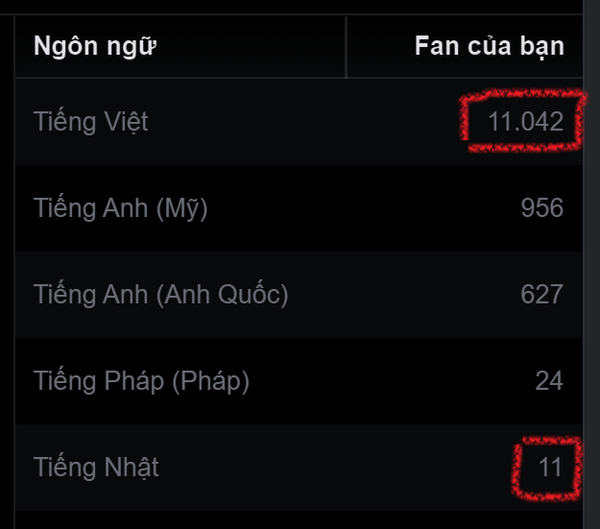 Ngôn ngữ Fan của bạn
Tiếng Việt 11.042
Tiếng Anh (Mỹ) 956
Tiếng Anh (Anh Quốc) 627
Tiếng Pháp (Pháp) 24
Tiếng Nhật 11